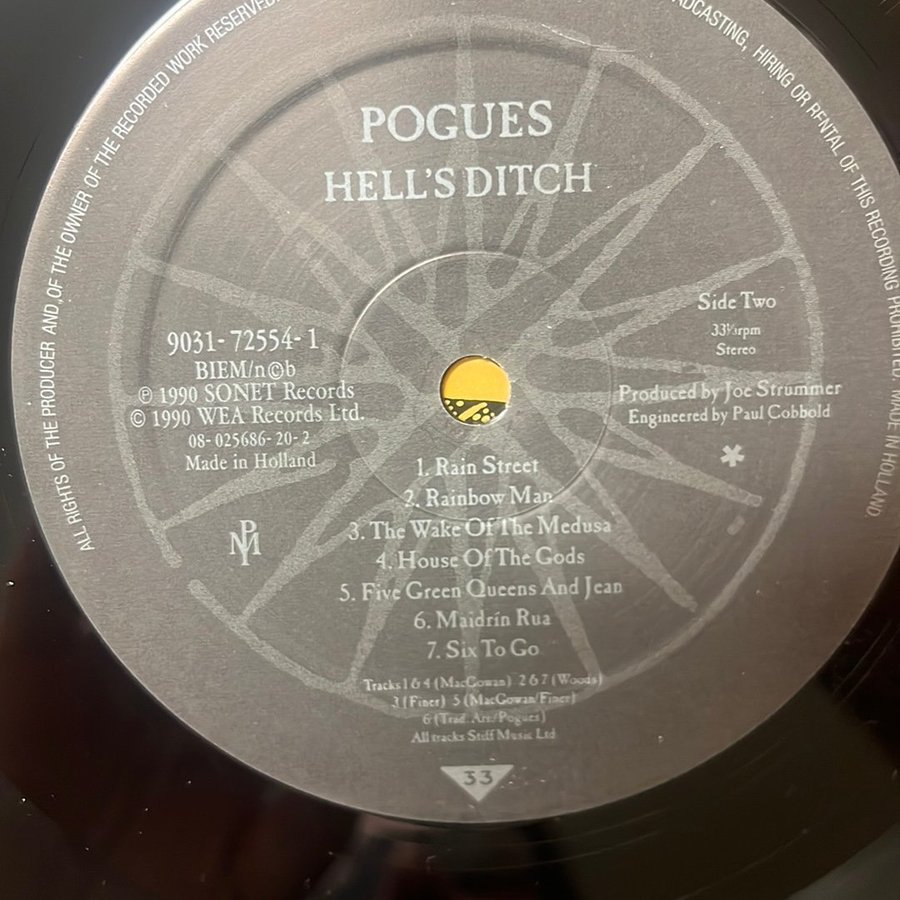 ALL RIGHTS OF THE PRODUCER AND OF THE OWNER OF THE RECORDED WORK RESERVED.
BROADCASTING, HIRING OR RENTAL OF THIS RECORDING PROHIBITED. MADE IN HOLLAND
POGUES
HELL'S DITCH
9031-72554-1
BIEM/n©b
℗ 1990 SONET Records
© 1990 WEA Records Ltd.
08-025686-20-2
Made in Holland
PM
Side Two
33⅓rpm
Stereo
Produced by Joe Strummer
Engineered by Paul Cobbold
*
1. Rain Street
2. Rainbow Man
3. The Wake Of The Medusa
4. House Of The Gods
5. Five Green Queens And Jean
6. Maidrín Rua
7. Six To Go
Tracks 1 & 4 (MacGowan) 2 & 7 (Woods)
3 (Finer) 5 (MacGowan/Finer)
6 (Trad. Arr./Pogues)
All tracks Stiff Music Ltd
33